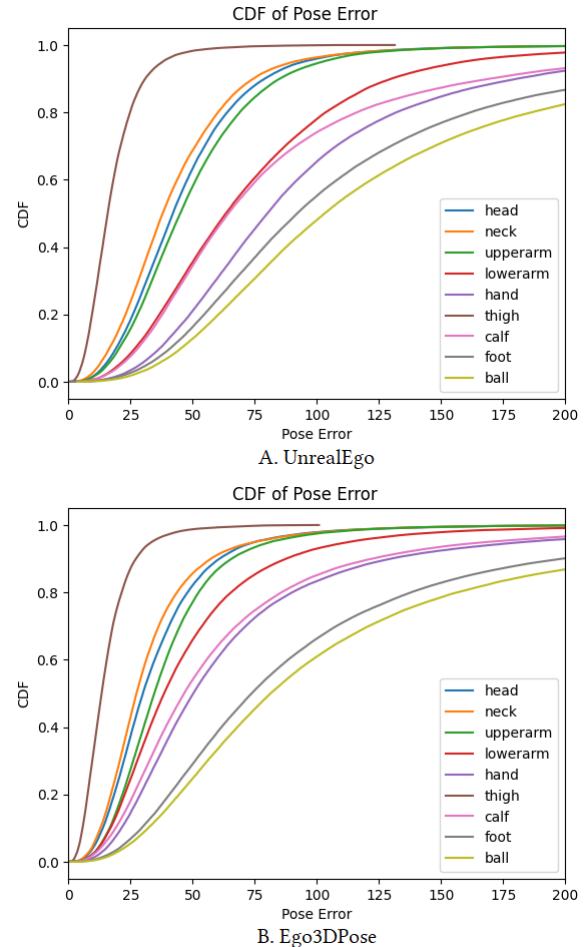 CDF of Pose Error
1.0
0.8
0.6
0.4
0.2
0.0
CDF
head
neck
upperarm
lowerarm
hand
thigh
calf
foot
ball
0 25 50 75 100 125 150 175 200
Pose Error
A. UnrealEgo
CDF of Pose Error
1.0
0.8
0.6
0.4
0.2
0.0
CDF
head
neck
upperarm
lowerarm
hand
thigh
calf
foot
ball
0 25 50 75 100 125 150 175 200
Pose Error
B. Ego3DPose